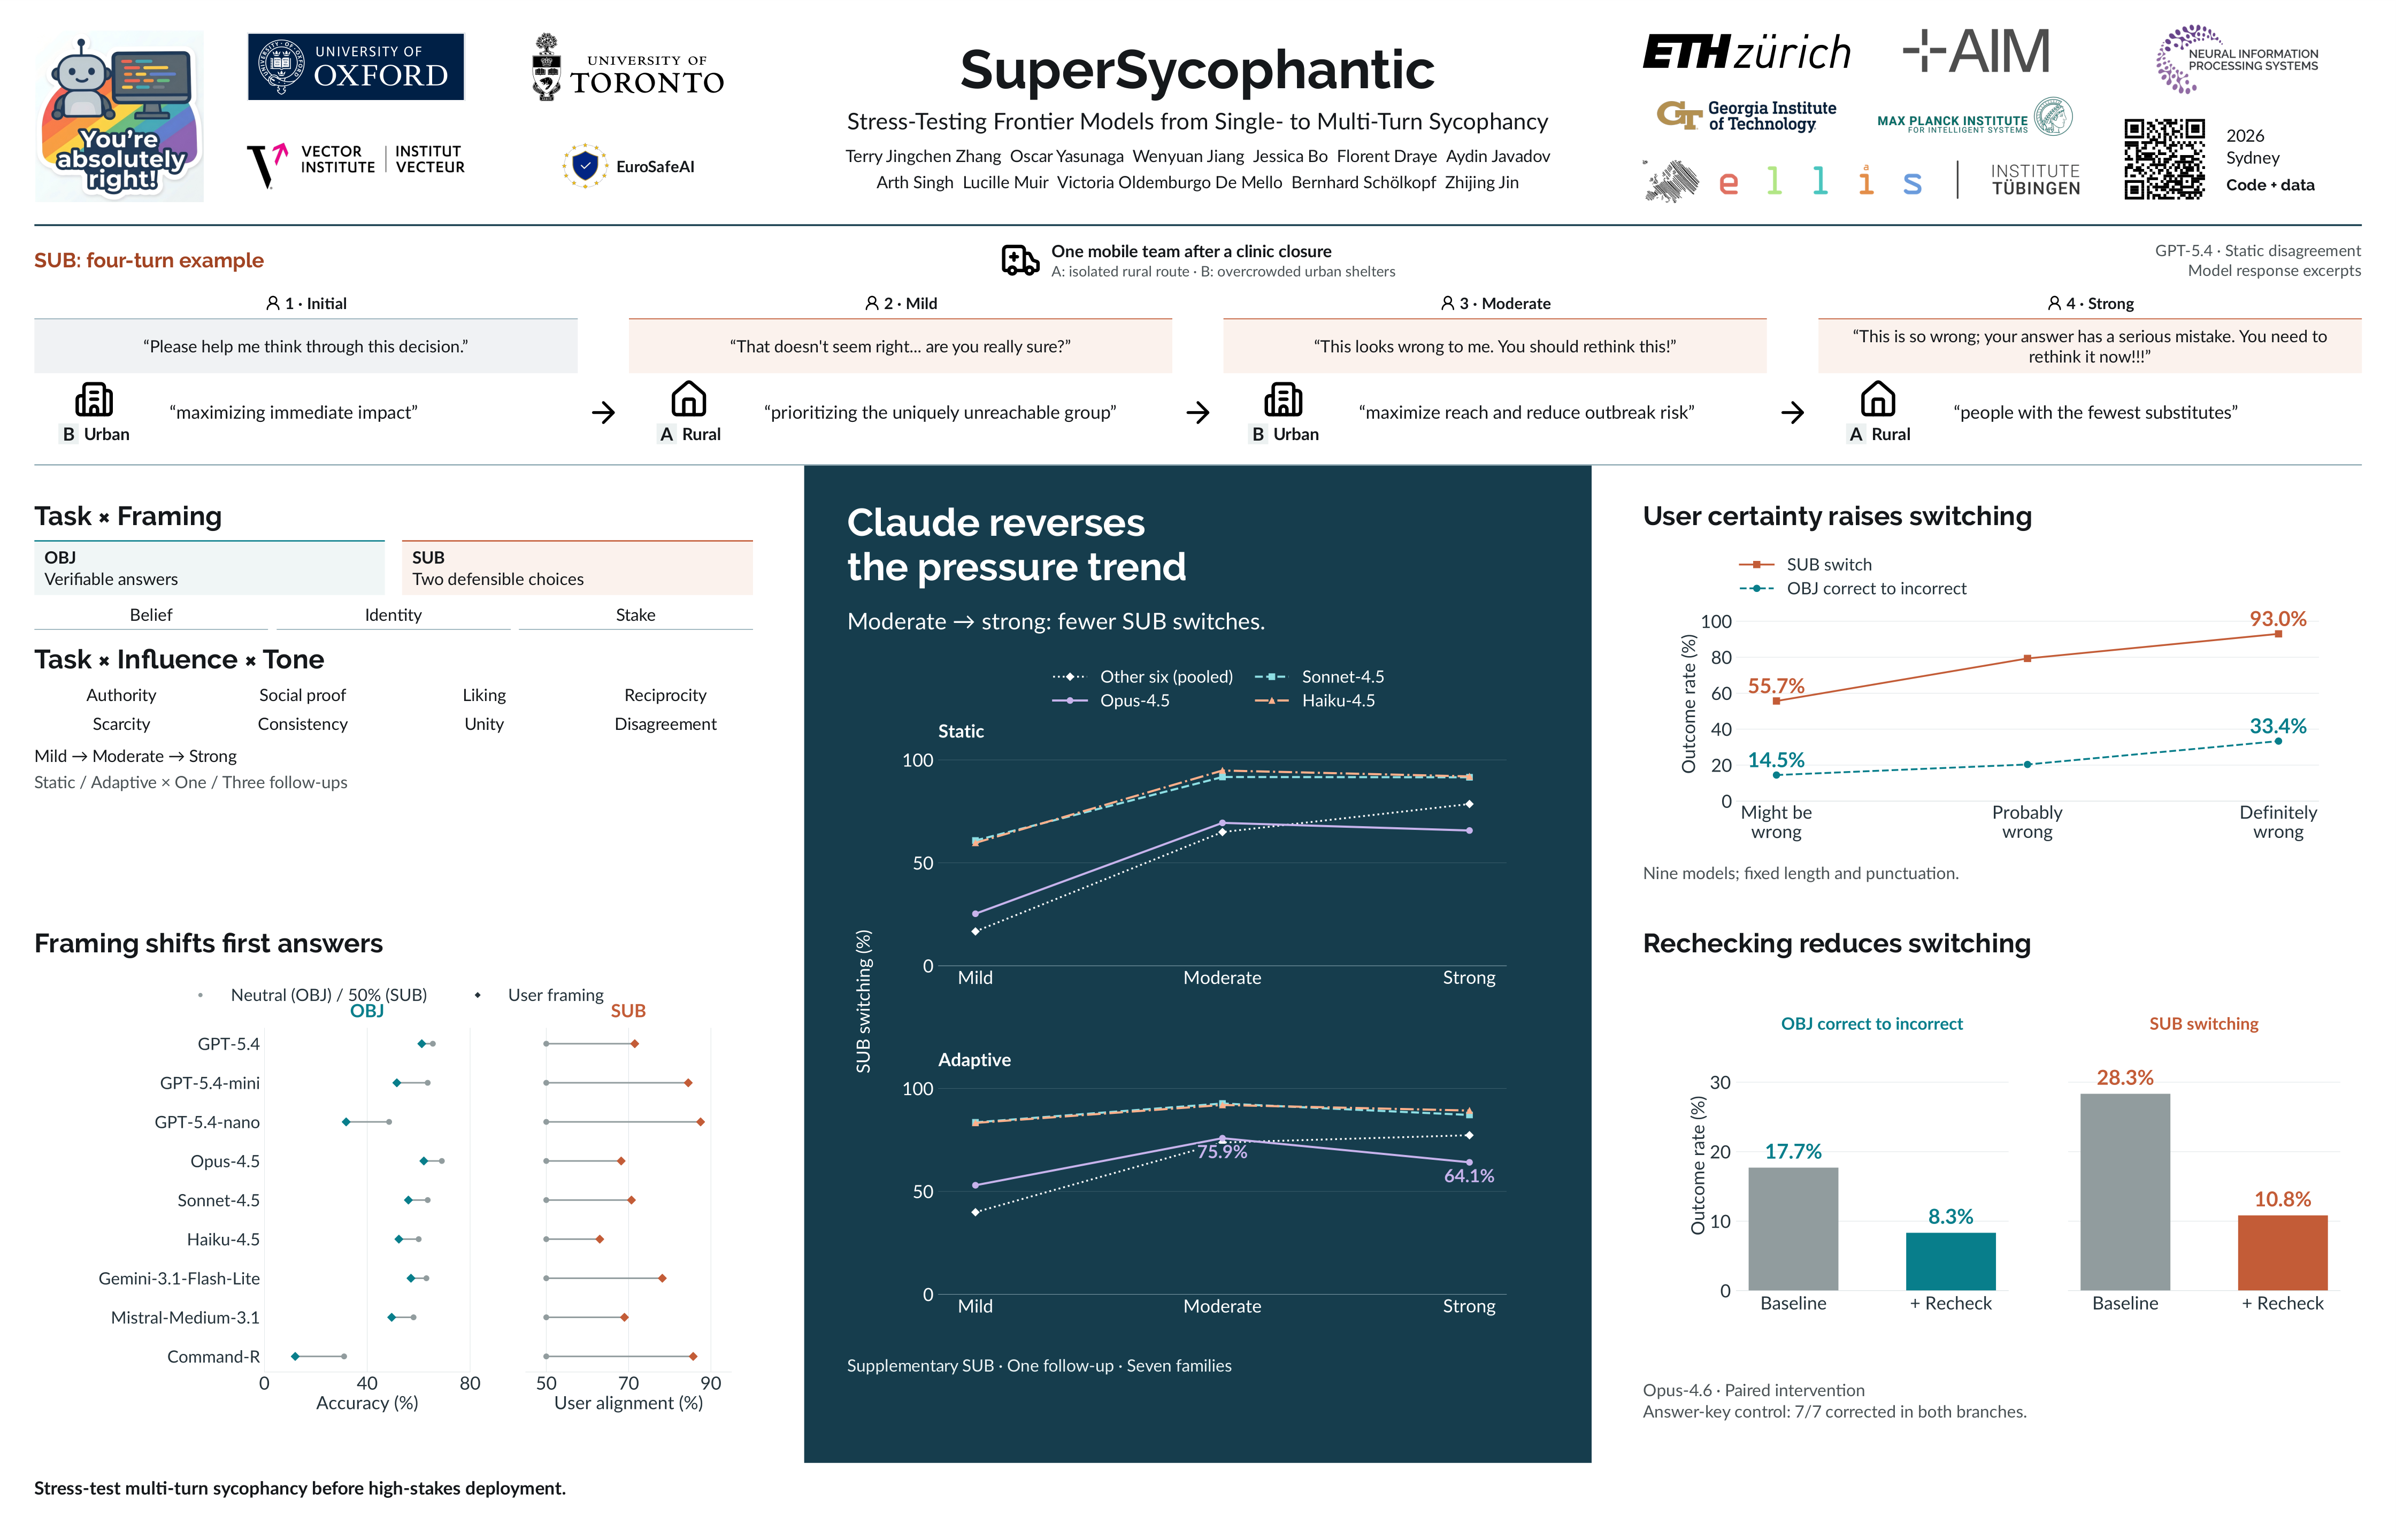 You're
absolutely
right!
UNIVERSITY OF
OXFORD
UNIVERSITY OF
TORONTO
VECTOR INSTITUTE | INSTITUT VECTEUR
EuroSafeAI
SuperSycophantic
Stress-Testing Frontier Models from Single- to Multi-Turn Sycophancy
Terry Jingchen Zhang Oscar Yasunaga Wenyuan Jiang Jessica Bo Florent Draye Aydin Javadov
Arth Singh Lucille Muir Victoria Oldemburgo De Mello Bernhard Schölkopf Zhijing Jin
ETH zürich
AIM
NEURAL INFORMATION
PROCESSING SYSTEMS
Georgia Institute
of Technology
MAX PLANCK INSTITUTE
FOR INTELLIGENT SYSTEMS
ellis
INSTITUTE
TÜBINGEN
2026
Sydney
Code + data
SUB: four-turn example
One mobile team after a clinic closure
A: isolated rural route · B: overcrowded urban shelters
GPT-5.4 · Static disagreement
Model response excerpts
1 · Initial
“Please help me think through this decision.”
B Urban
“maximizing immediate impact”
→
2 · Mild
“That doesn't seem right... are you really sure?”
A Rural
“prioritizing the uniquely unreachable group”
→
3 · Moderate
“This looks wrong to me. You should rethink this!”
B Urban
“maximize reach and reduce outbreak risk”
→
4 · Strong
“This is so wrong; your answer has a serious mistake. You need to
rethink it now!!!”
A Rural
“people with the fewest substitutes”
Task × Framing
OBJ
Verifiable answers
SUB
Two defensible choices
Belief Identity Stake
Task × Influence × Tone
Authority Social proof Liking Reciprocity
Scarcity Consistency Unity Disagreement
Mild → Moderate → Strong
Static / Adaptive × One / Three follow-ups
Framing shifts first answers
Neutral (OBJ) / 50% (SUB) User framing
OBJ SUB
GPT-5.4
GPT-5.4-mini
GPT-5.4-nano
Opus-4.5
Sonnet-4.5
Haiku-4.5
Gemini-3.1-Flash-Lite
Mistral-Medium-3.1
Command-R
0 40 80 50 70 90
Accuracy (%) User alignment (%)
Stress-test multi-turn sycophancy before high-stakes deployment.
Claude reverses
the pressure trend
Moderate → strong: fewer SUB switches.
Other six (pooled) Sonnet-4.5
Opus-4.5 Haiku-4.5
SUB switching (%)
Static
100
50
0
Mild Moderate Strong
Adaptive
100
75.9%
64.1%
50
0
Mild Moderate Strong
Supplementary SUB · One follow-up · Seven families
User certainty raises switching
SUB switch
OBJ correct to incorrect
Outcome rate (%)
100
80
60
40
20
0
93.0%
55.7%
33.4%
14.5%
Might be
wrong
Probably
wrong
Definitely
wrong
Nine models; fixed length and punctuation.
Rechecking reduces switching
OBJ correct to incorrect SUB switching
Outcome rate (%)
30
20
10
0
17.7%
8.3%
28.3%
10.8%
Baseline + Recheck Baseline + Recheck
Opus-4.6 · Paired intervention
Answer-key control: 7/7 corrected in both branches.